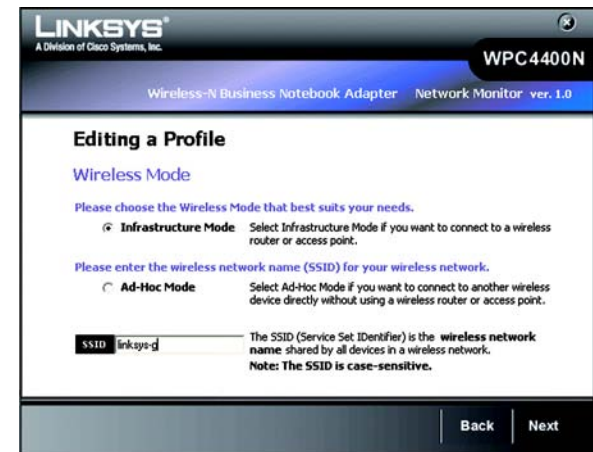 LINKSYS®
A Division of Cisco Systems, Inc.
WPC4400N
Wireless-N Business Notebook Adapter Network Monitor ver. 1.0
Editing a Profile
Wireless Mode
Please choose the Wireless Mode that best suits your needs.
Infrastructure Mode Select Infrastructure Mode if you want to connect to a wireless
router or access point.
Please enter the wireless network name (SSID) for your wireless network.
Ad-Hoc Mode Select Ad-Hoc Mode if you want to connect to another wireless
device directly without using a wireless router or access point.
SSID linksys-g The SSID (Service Set IDentifier) is the wireless network
name shared by all devices in a wireless network.
Note: The SSID is case-sensitive.
Back Next